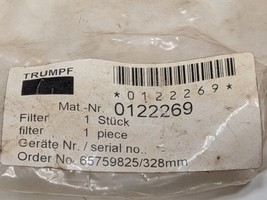 TRUMPF
*0122269*
Mat.-Nr. 0122269
Filter 1 Stück
filter 1 piece
Geräte Nr. / serial no..
Order No. 65759825/328mm